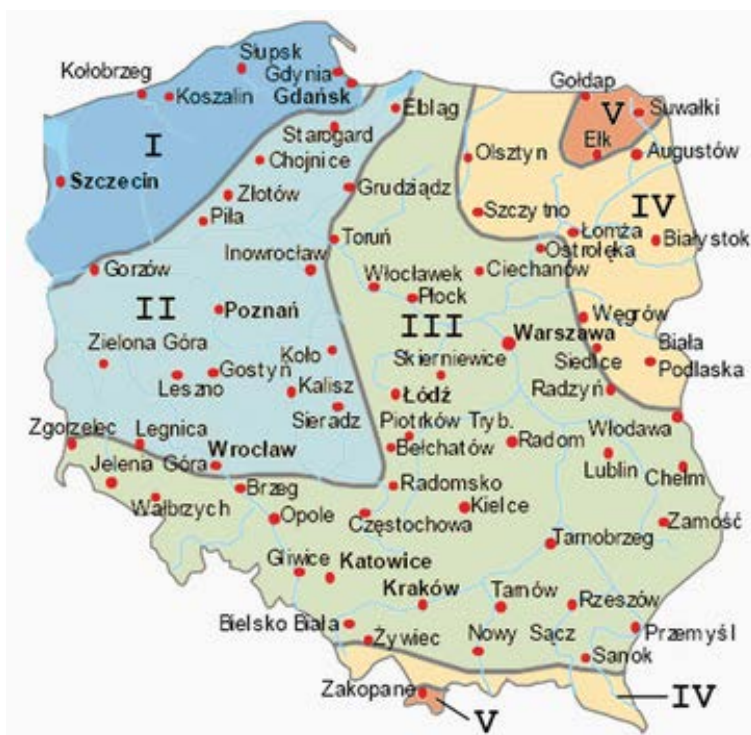 Słupsk
Kołobrzeg
Gdynia
Koszalin
Gdańsk
Elbląg
Gołdap
V
Suwałki
I
Starogard
Ełk
Chojnice
Olsztyn
Augustów
Szczecin
Grudziądz
Złotów
Szczytno
IV
Piła
Łomża
Toruń
Białystok
Inowrocław
Ostrołęka
Gorzów
Włocławek
Ciechanów
II
Poznań
Płock
III
Węgrów
Zielona Góra
Koło
Warszawa
Biała
Podlaska
Skierniewice
Siedlce
Gostyń
Leszno
Kalisz
Łódź
Radzyń
Sieradz
Zgorzelec
Legnica
Piotrków Tryb.
Włodawa
Wrocław
Bełchatów
Radom
Jelenia Góra
Lublin
Chełm
Brzeg
Radomsko
Wałbrzych
Kielce
Opole
Częstochowa
Zamość
Tarnobrzeg
Gliwice
Katowice
Kraków
Tarnów
Rzeszów
Bielsko Biała
Przemyśl
Żywiec
Nowy Sącz
Sanok
Zakopane
IV
V